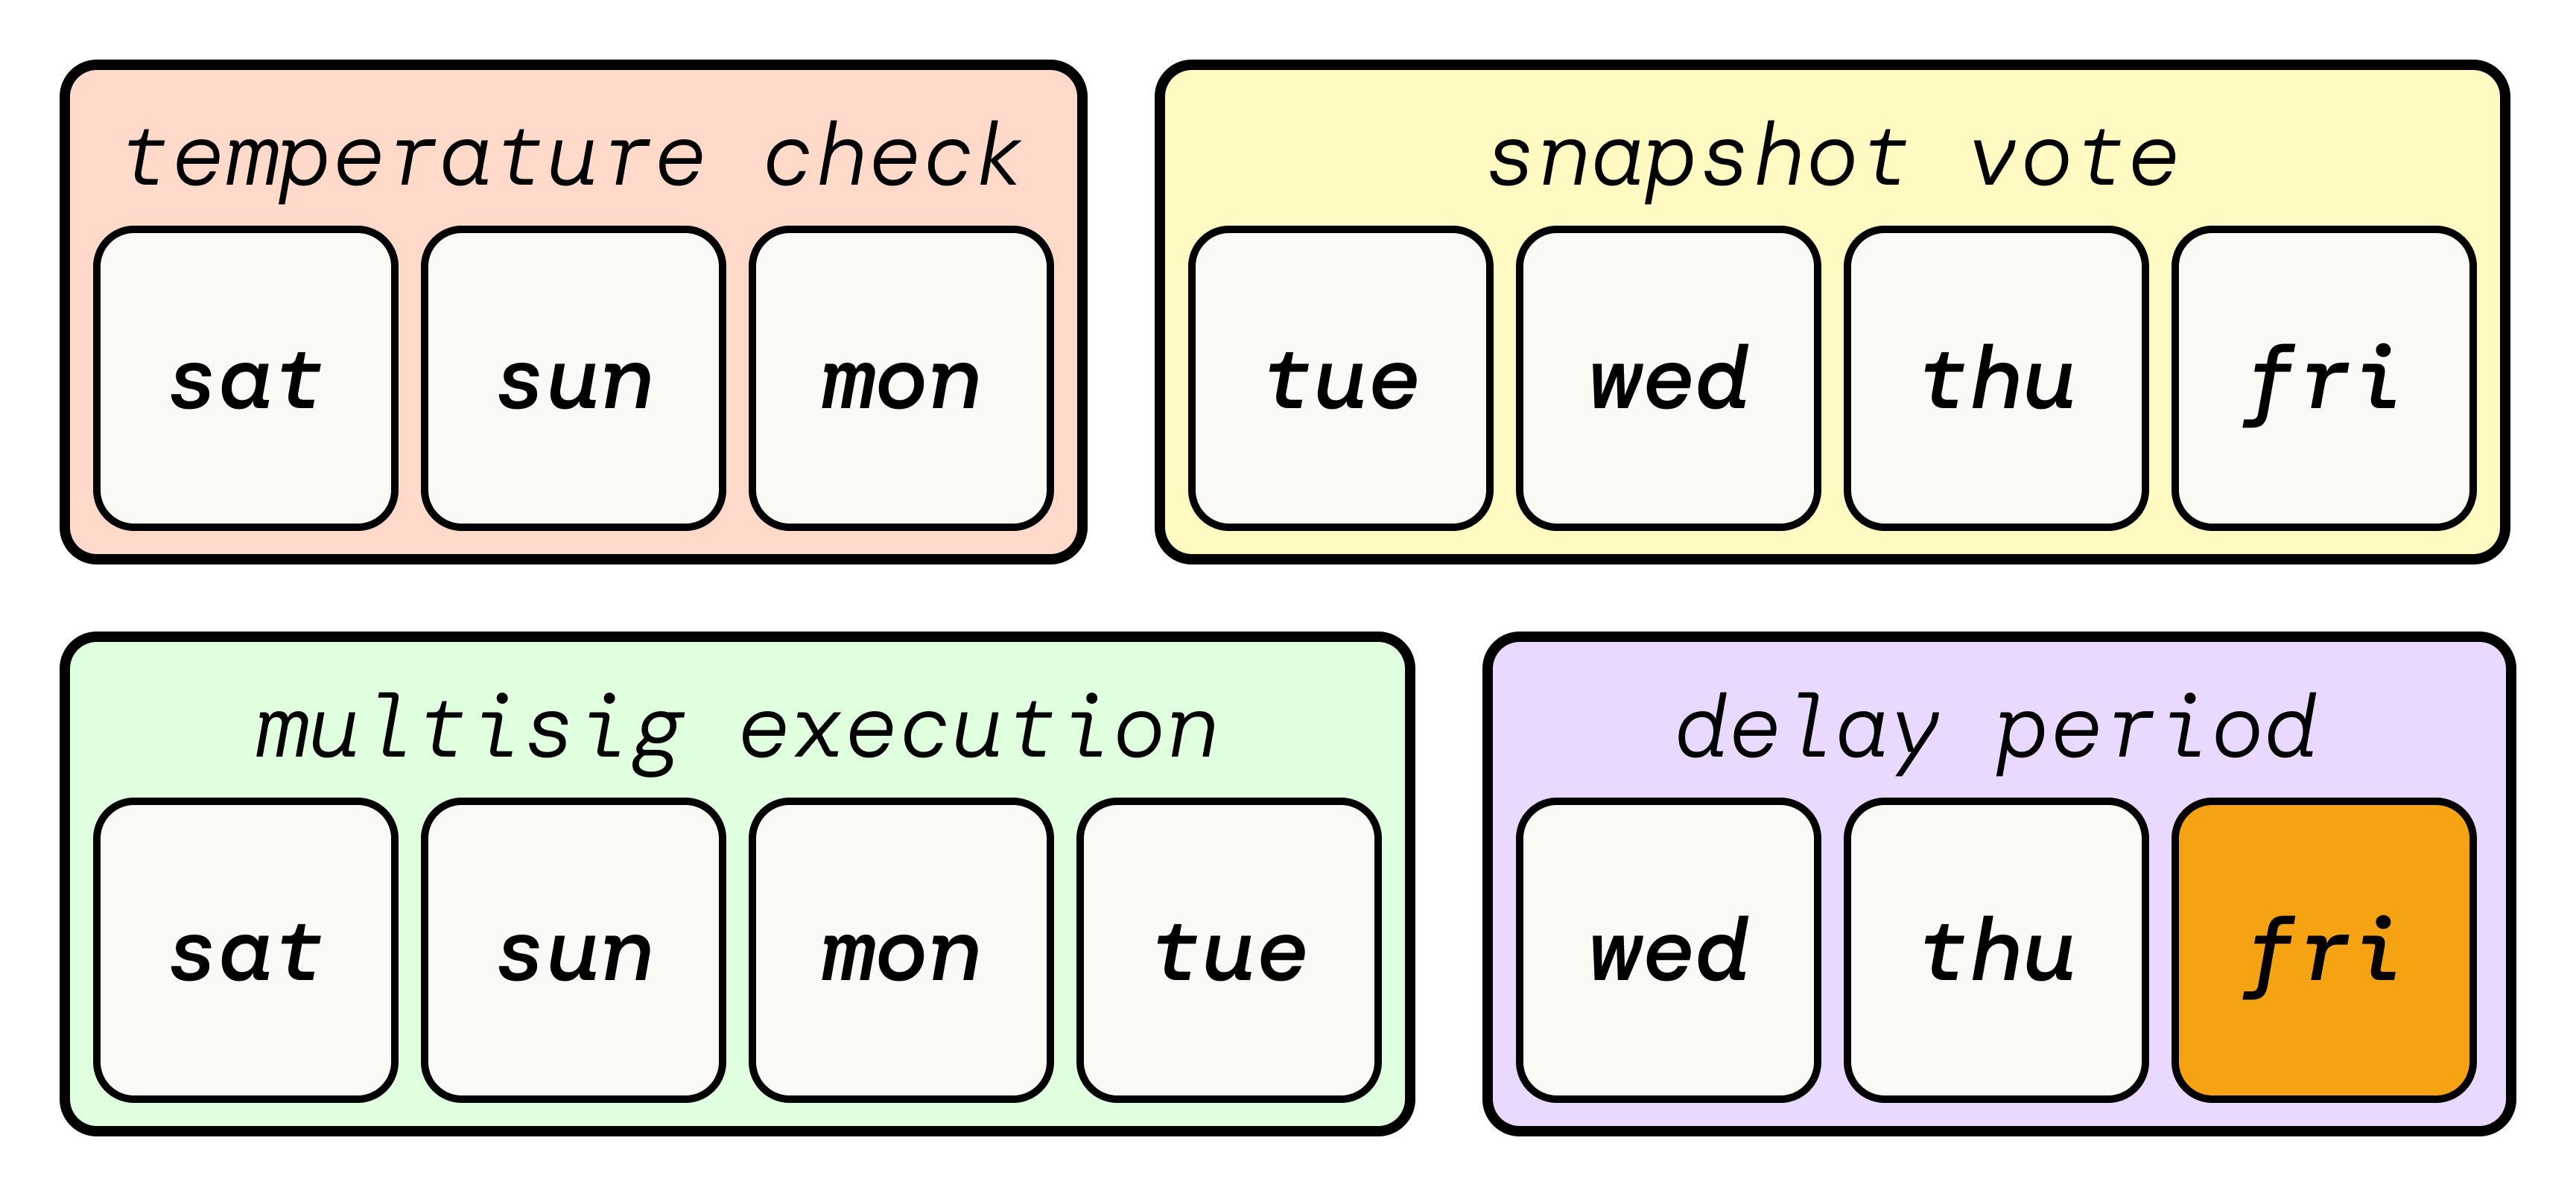 temperature check
sat sun mon
snapshot vote
tue wed thu fri
multisig execution
sat sun mon tue
delay period
wed thu fri